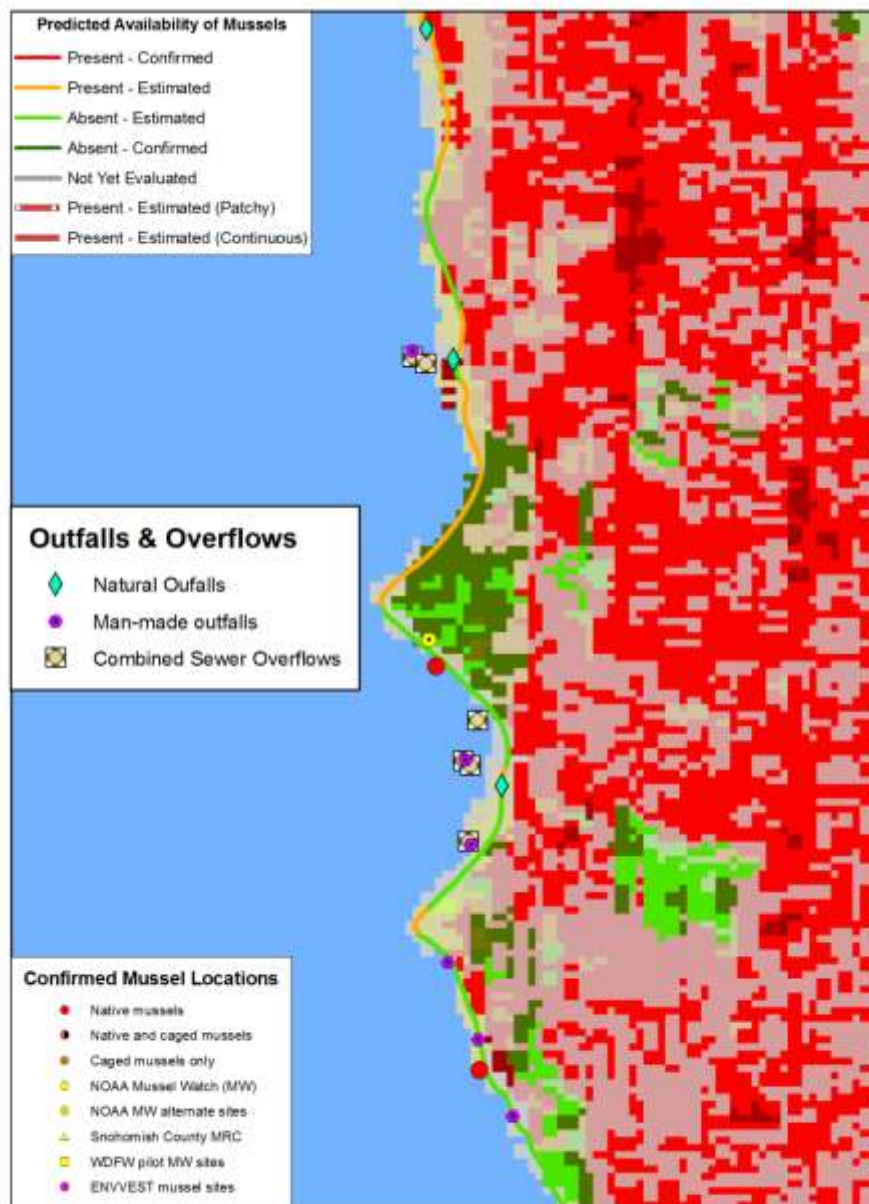 Predicted Availability of Mussels
Present - Confirmed
Present - Estimated
Absent - Estimated
Absent - Confirmed
Not Yet Evaluated
Present - Estimated (Patchy)
Present - Estimated (Continuous)
Outfalls & Overflows
Natural Oufalls
Man-made outfalls
Combined Sewer Overflows
Confirmed Mussel Locations
Native mussels
Native and caged mussels
Caged mussels only
NOAA Mussel Watch (MW)
NOAA MW alternate sites
Snohomish County MRC
WDFW pilot MW sites
ENVVEST mussel sites